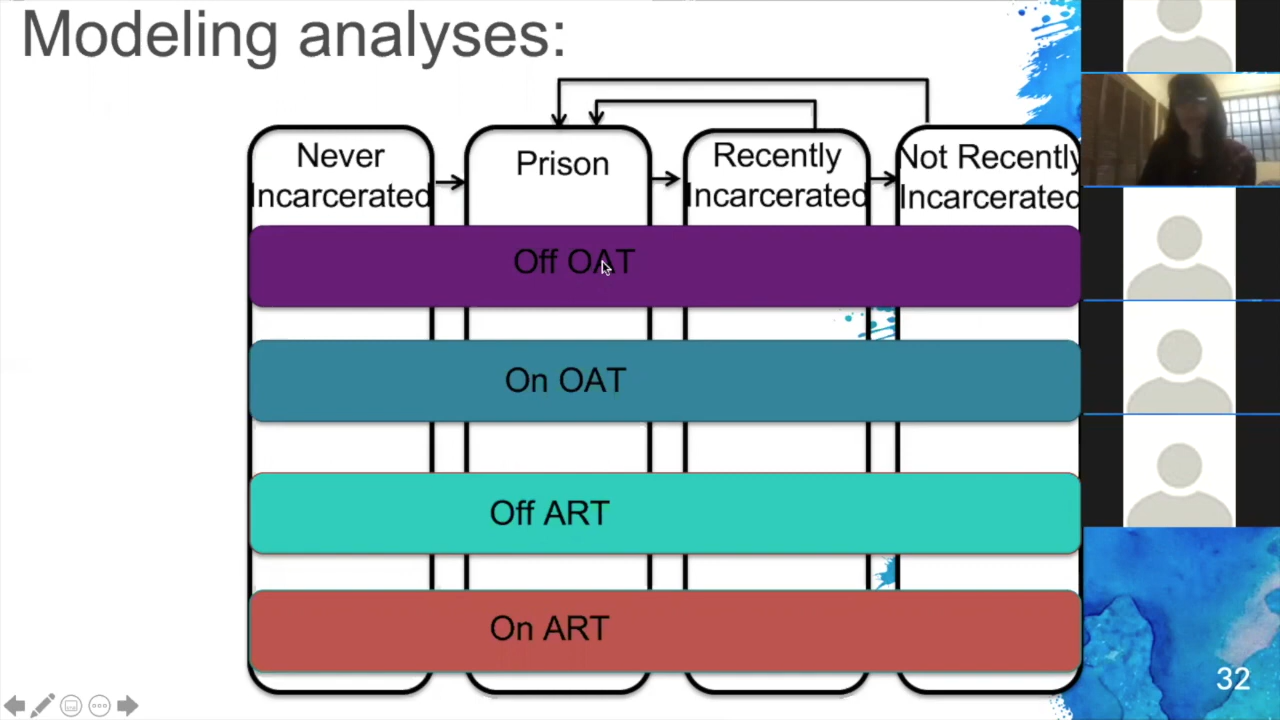 Modeling analyses:
Never
Incarcerated
Prison
Recently
Incarcerated
Not Recently
Incarcerated
Off OAT
On OAT
Off ART
On ART
32